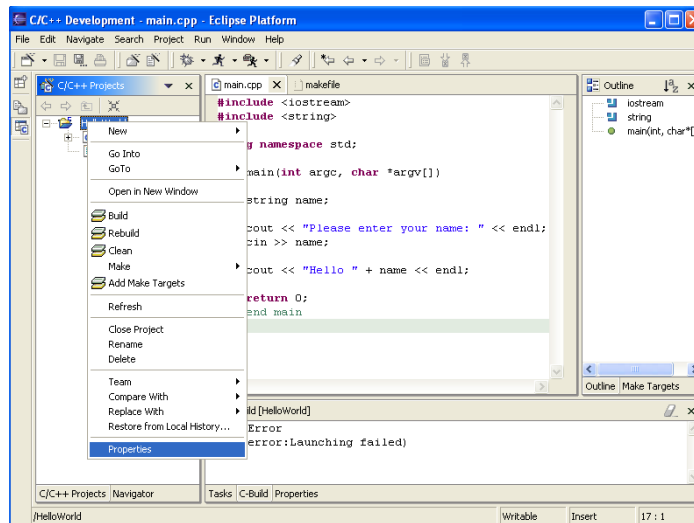 C/C++ Development - main.cpp - Eclipse Platform
File Edit Navigate Search Project Run Window Help
C/C++ Projects
main.cpp
makefile
#include <iostream>
#include <string>
namespace std;
main(int argc, char *argv[])
string name;
cout << "Please enter your name: " << endl;
cin >> name;
cout << "Hello " + name << endl;
return 0;
end main
New
Go Into
GoTo
Open in New Window
Build
Rebuild
Clean
Make
Add Make Targets
Refresh
Close Project
Rename
Delete
Team
Compare With
Replace With
Restore from Local History...
Properties
Outline
iostream
string
main(int, char*[
Outline Make Targets
[HelloWorld]
Error
error:Launching failed)
C/C++ Projects Navigator
Tasks C-Build Properties
/HelloWorld
Writable
Insert
17 : 1